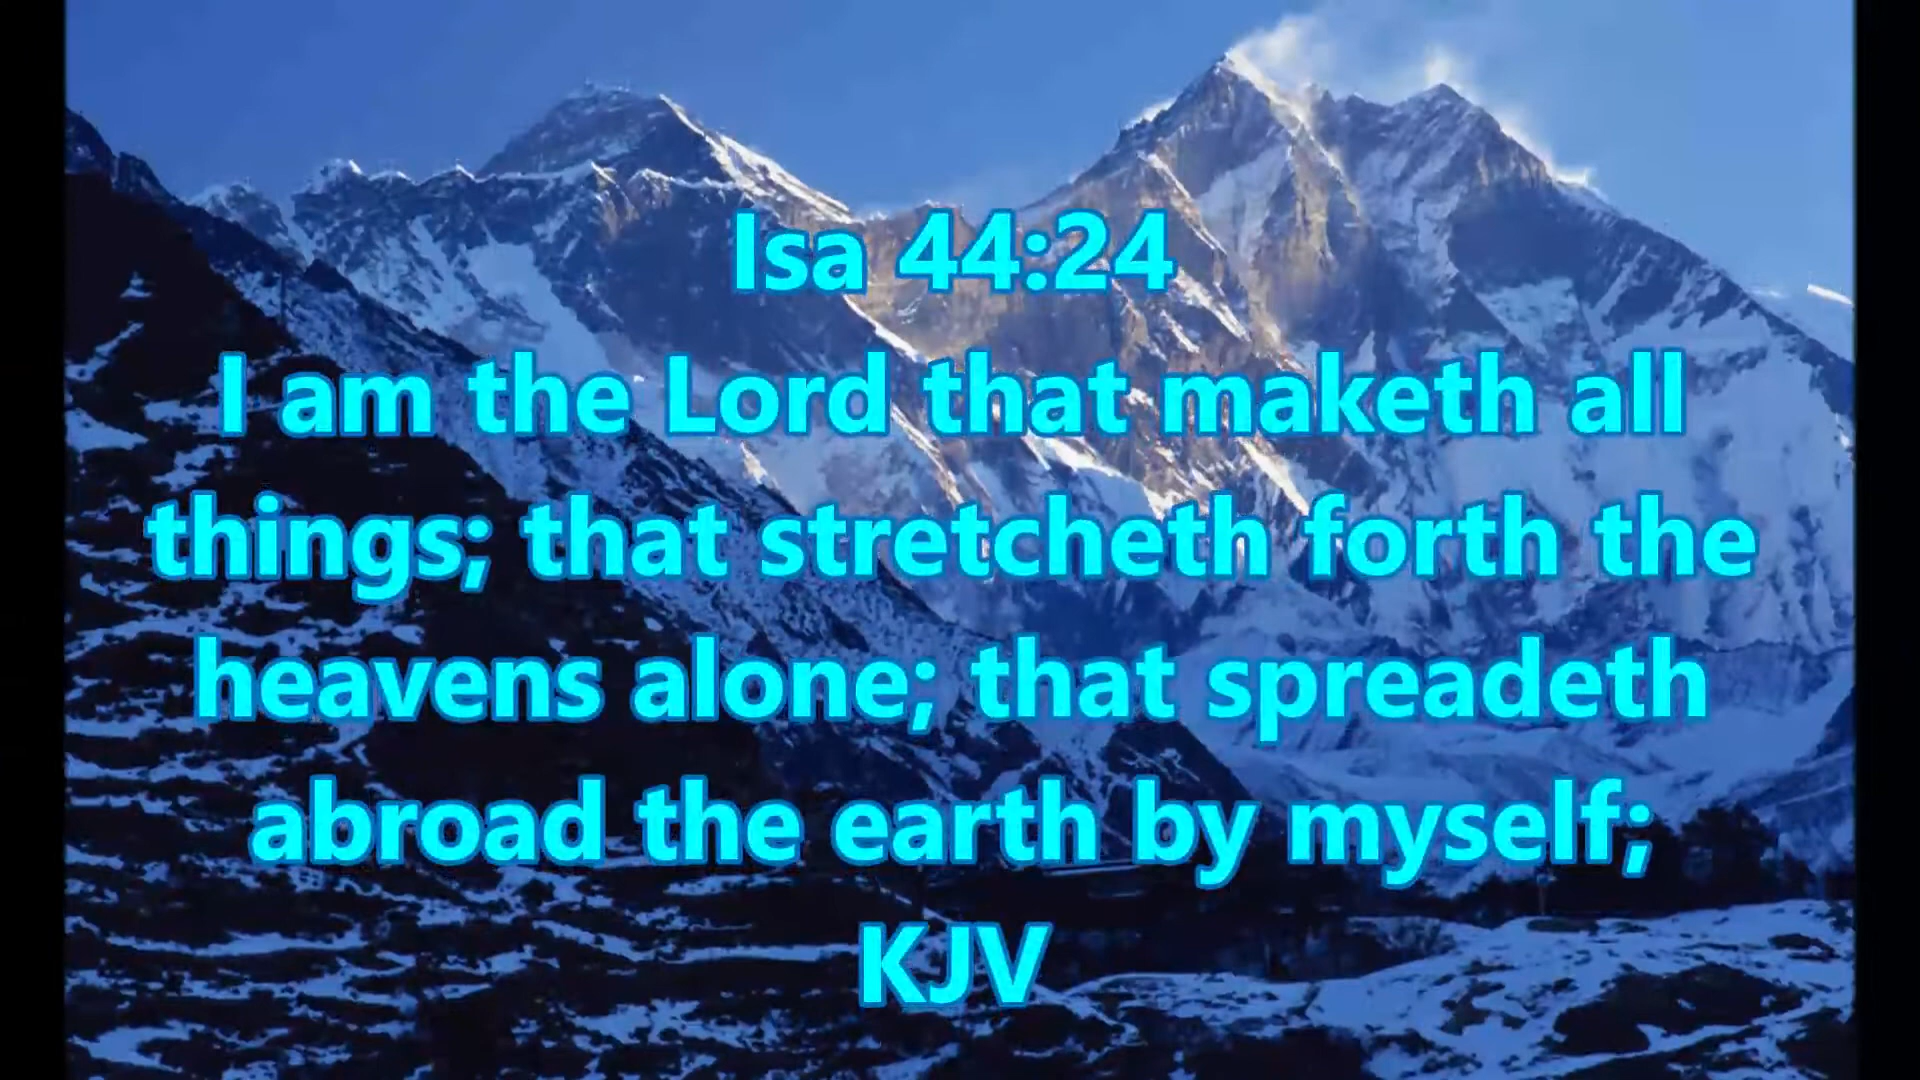 Isa 44:24
I am the Lord that maketh all
things; that stretcheth forth the
heavens alone; that spreadeth
abroad the earth by myself;
KJV